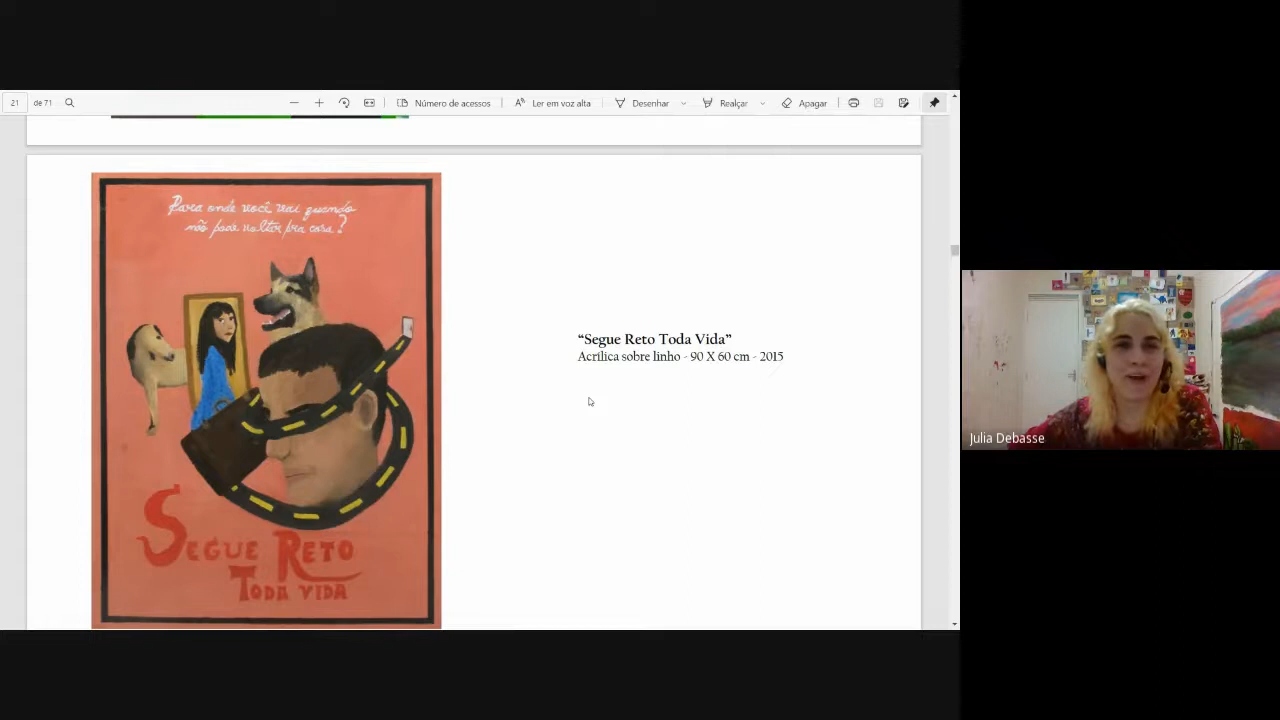 21 de 71 Número de acessos Ler em voz alta Desenhar Realçar Apagar
Para onde você vai quando
não pode voltar pra casa?
SEGUE RETO
TODA VIDA
“Segue Reto Toda Vida”
Acrílica sobre linho - 90 X 60 cm - 2015
Julia Debasse